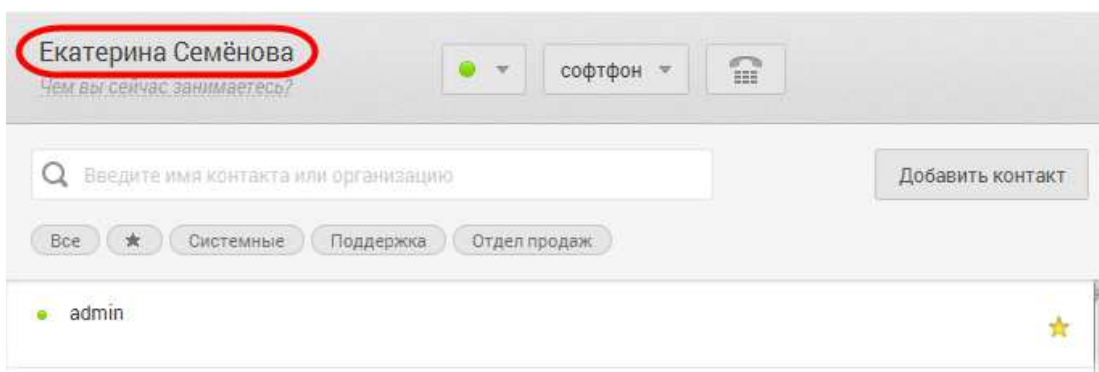 Екатерина Семёнова
Чем вы сейчас занимаетесь?
софтфон
Введите имя контакта или организацию
Добавить контакт
Все
Системные
Поддержка
Отдел продаж
admin